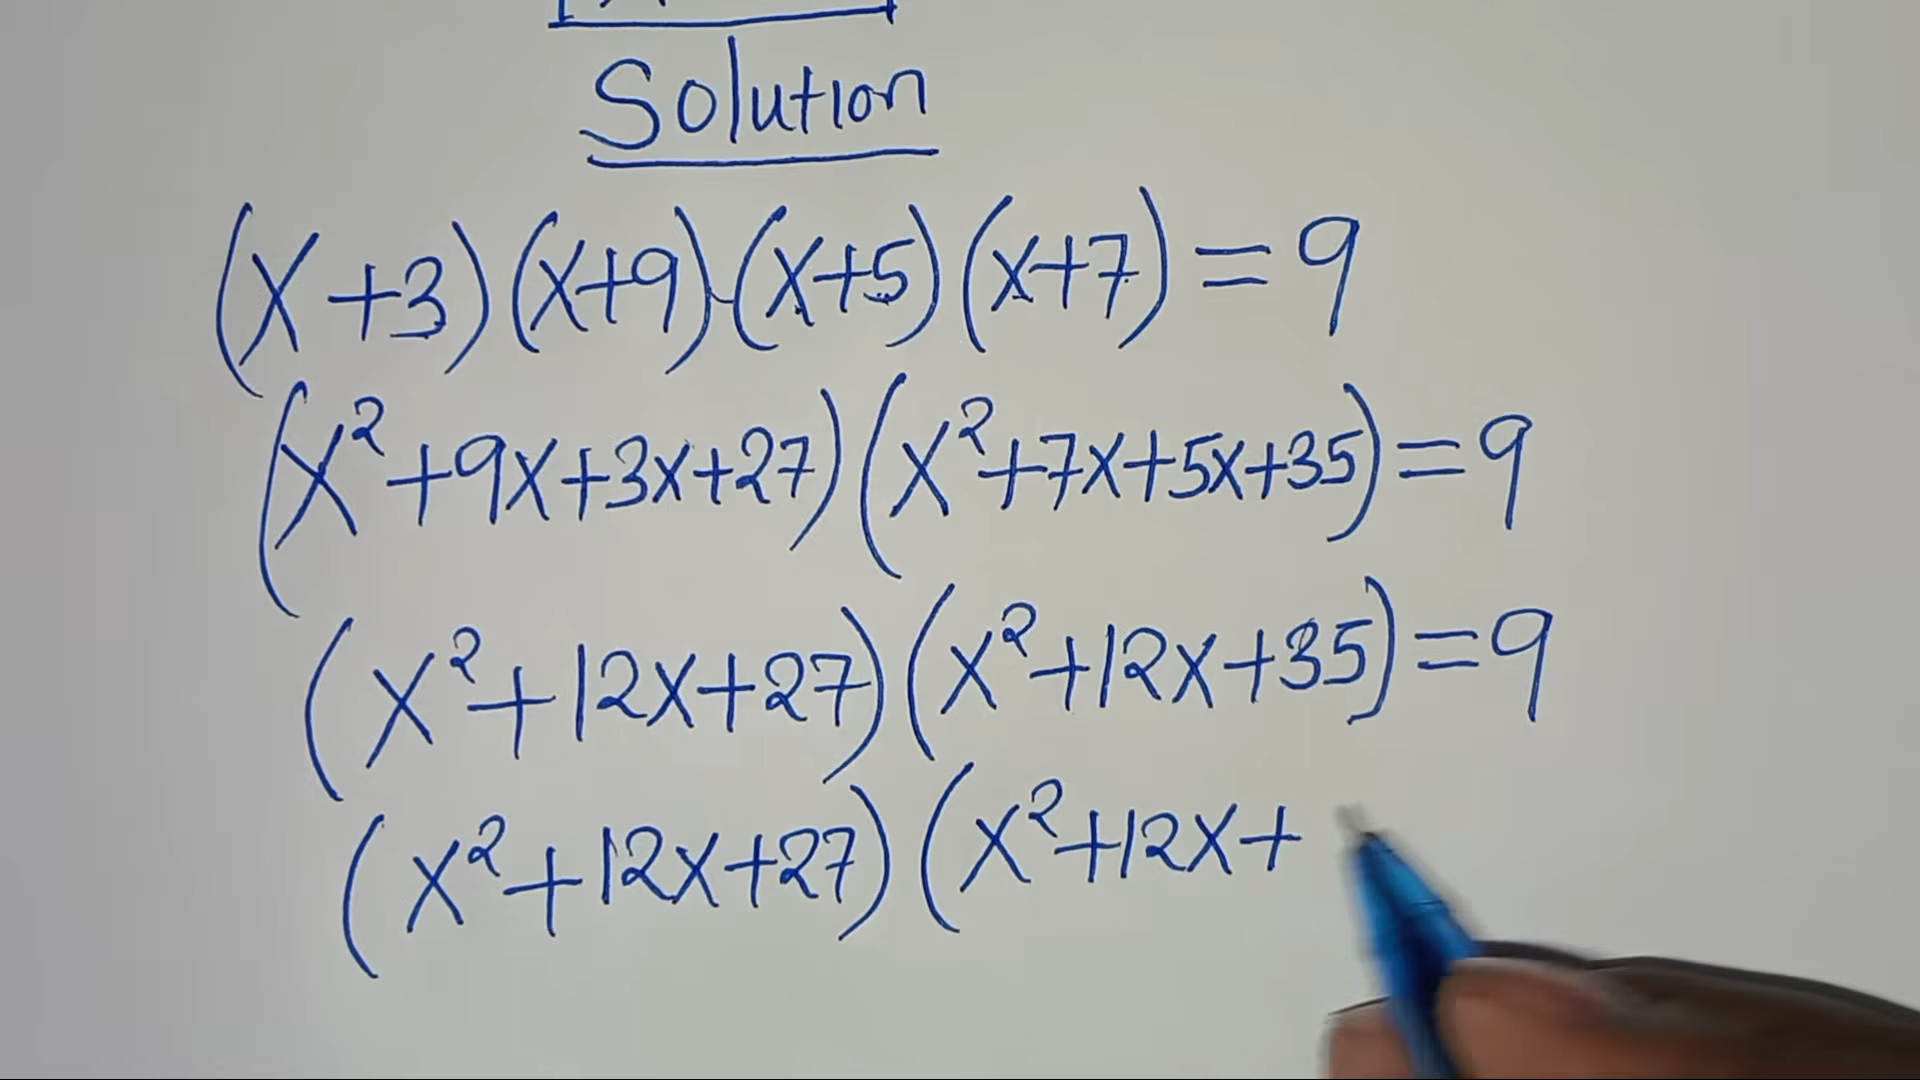 Solution
(x+3)(x+9)·(x+5)(x+7)=9
(x²+9x+3x+27)(x²+7x+5x+35)=9
(x²+12x+27)(x²+12x+35)=9
(x²+12x+27)(x²+12x+